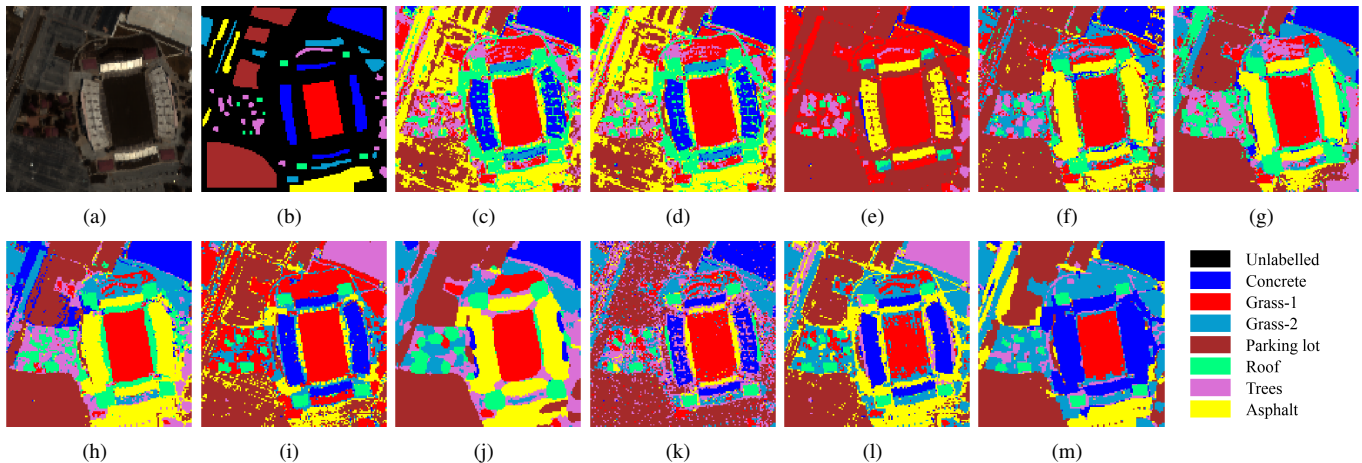 (a) (b) (c) (d) (e) (f) (g)
Unlabelled
Concrete
Grass-1
Grass-2
Parking lot
Roof
Trees
Asphalt
(h) (i) (j) (k) (l) (m)